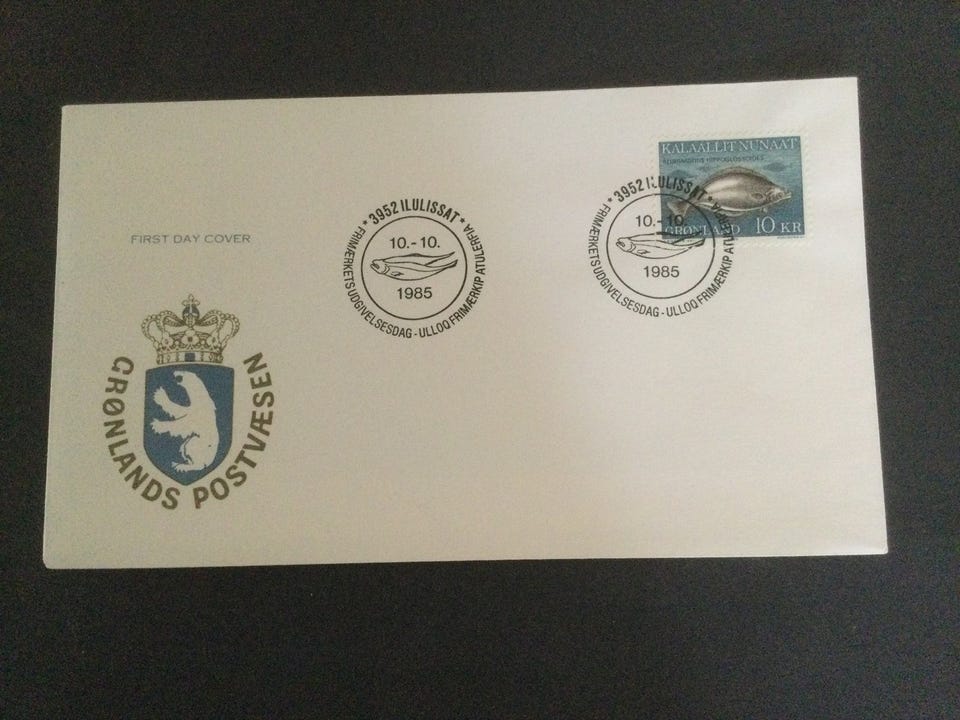 FIRST DAY COVER
GRØNLANDS POSTVÆSEN
* 3952 ILULISSAT *
10.-10.
1985
FRIMÆRKETS UDGIVELSESDAG - ULLOQ FRIMÆRKIP ATULERFIA
KALAALLIT NUNAAT
GRØNLAND 10 KR
* 3952 ILULISSAT *
10.-10.
1985
FRIMÆRKETS UDGIVELSESDAG - ULLOQ FRIMÆRKIP ATULERFIA